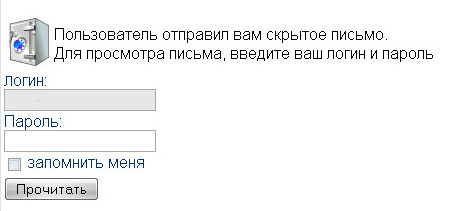 Пользователь отправил вам скрытое письмо.
Для просмотра письма, введите ваш логин и пароль
Логин:
Пароль:
запомнить меня
Прочитать